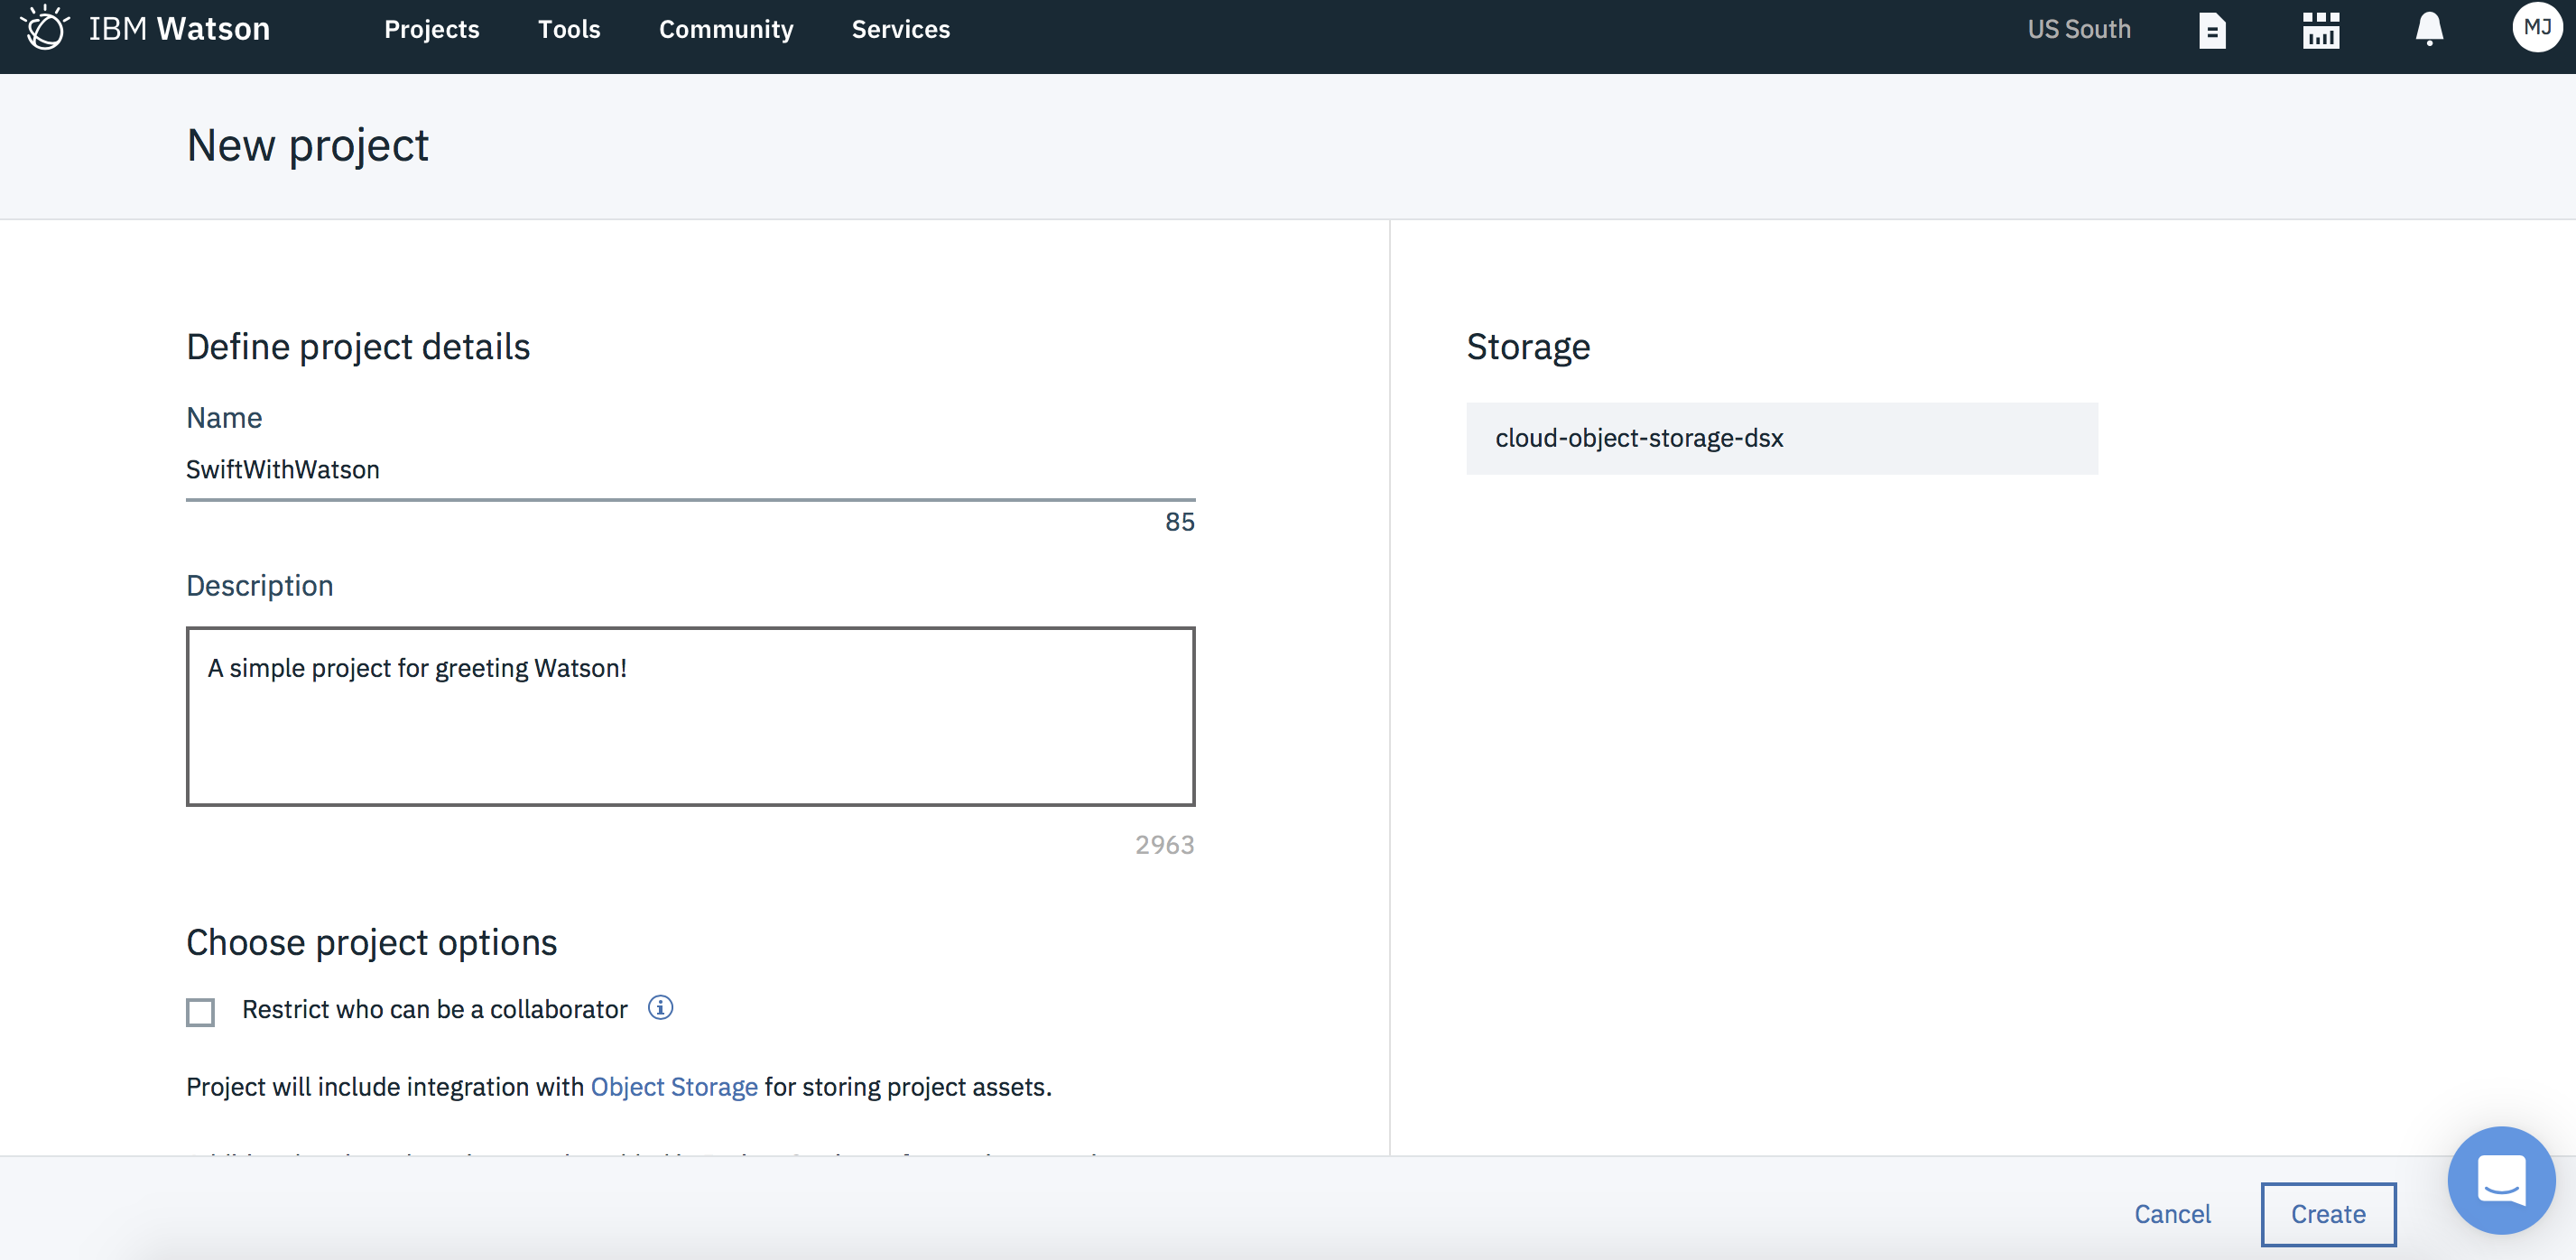 IBM Watson
Projects
Tools
Community
Services
US South
MJ
New project
Define project details
Name
SwiftWithWatson
85
Description
A simple project for greeting Watson!
2963
Choose project options
Restrict who can be a collaborator
Project will include integration with Object Storage for storing project assets.
Storage
cloud-object-storage-dsx
Cancel
Create